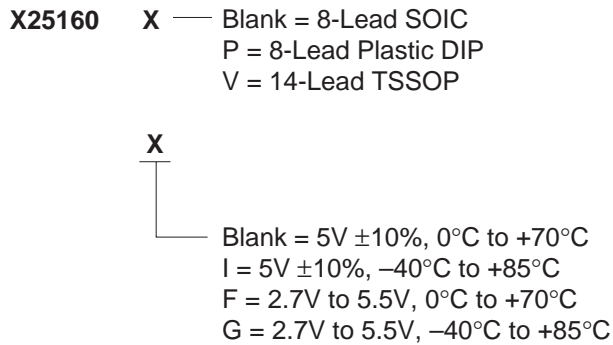 X25160 X Blank = 8-Lead SOIC
P = 8-Lead Plastic DIP
V = 14-Lead TSSOP
X
Blank = 5V ±10%, 0°C to +70°C
I = 5V ±10%, –40°C to +85°C
F = 2.7V to 5.5V, 0°C to +70°C
G = 2.7V to 5.5V, –40°C to +85°C